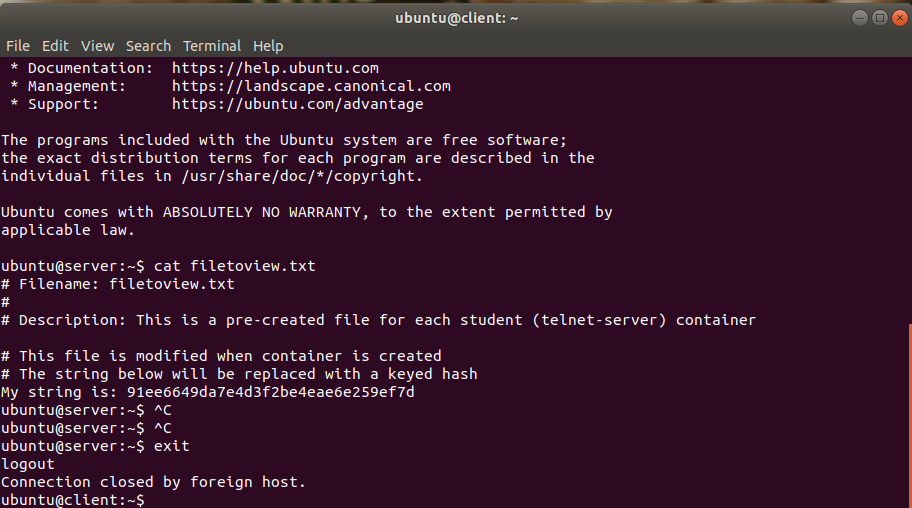 ubuntu@client: ~
File Edit View Search Terminal Help
 * Documentation:  https://help.ubuntu.com
 * Management:     https://landscape.canonical.com
 * Support:        https://ubuntu.com/advantage

The programs included with the Ubuntu system are free software;
the exact distribution terms for each program are described in the
individual files in /usr/share/doc/*/copyright.

Ubuntu comes with ABSOLUTELY NO WARRANTY, to the extent permitted by
applicable law.

ubuntu@server:~$ cat filetoview.txt
# Filename: filetoview.txt
#
# Description: This is a pre-created file for each student (telnet-server) container

# This file is modified when container is created
# The string below will be replaced with a keyed hash
My string is: 91ee6649da7e4d3f2be4eae6e259ef7d
ubuntu@server:~$ ^C
ubuntu@server:~$ ^C
ubuntu@server:~$ exit
logout
Connection closed by foreign host.
ubuntu@client:~$